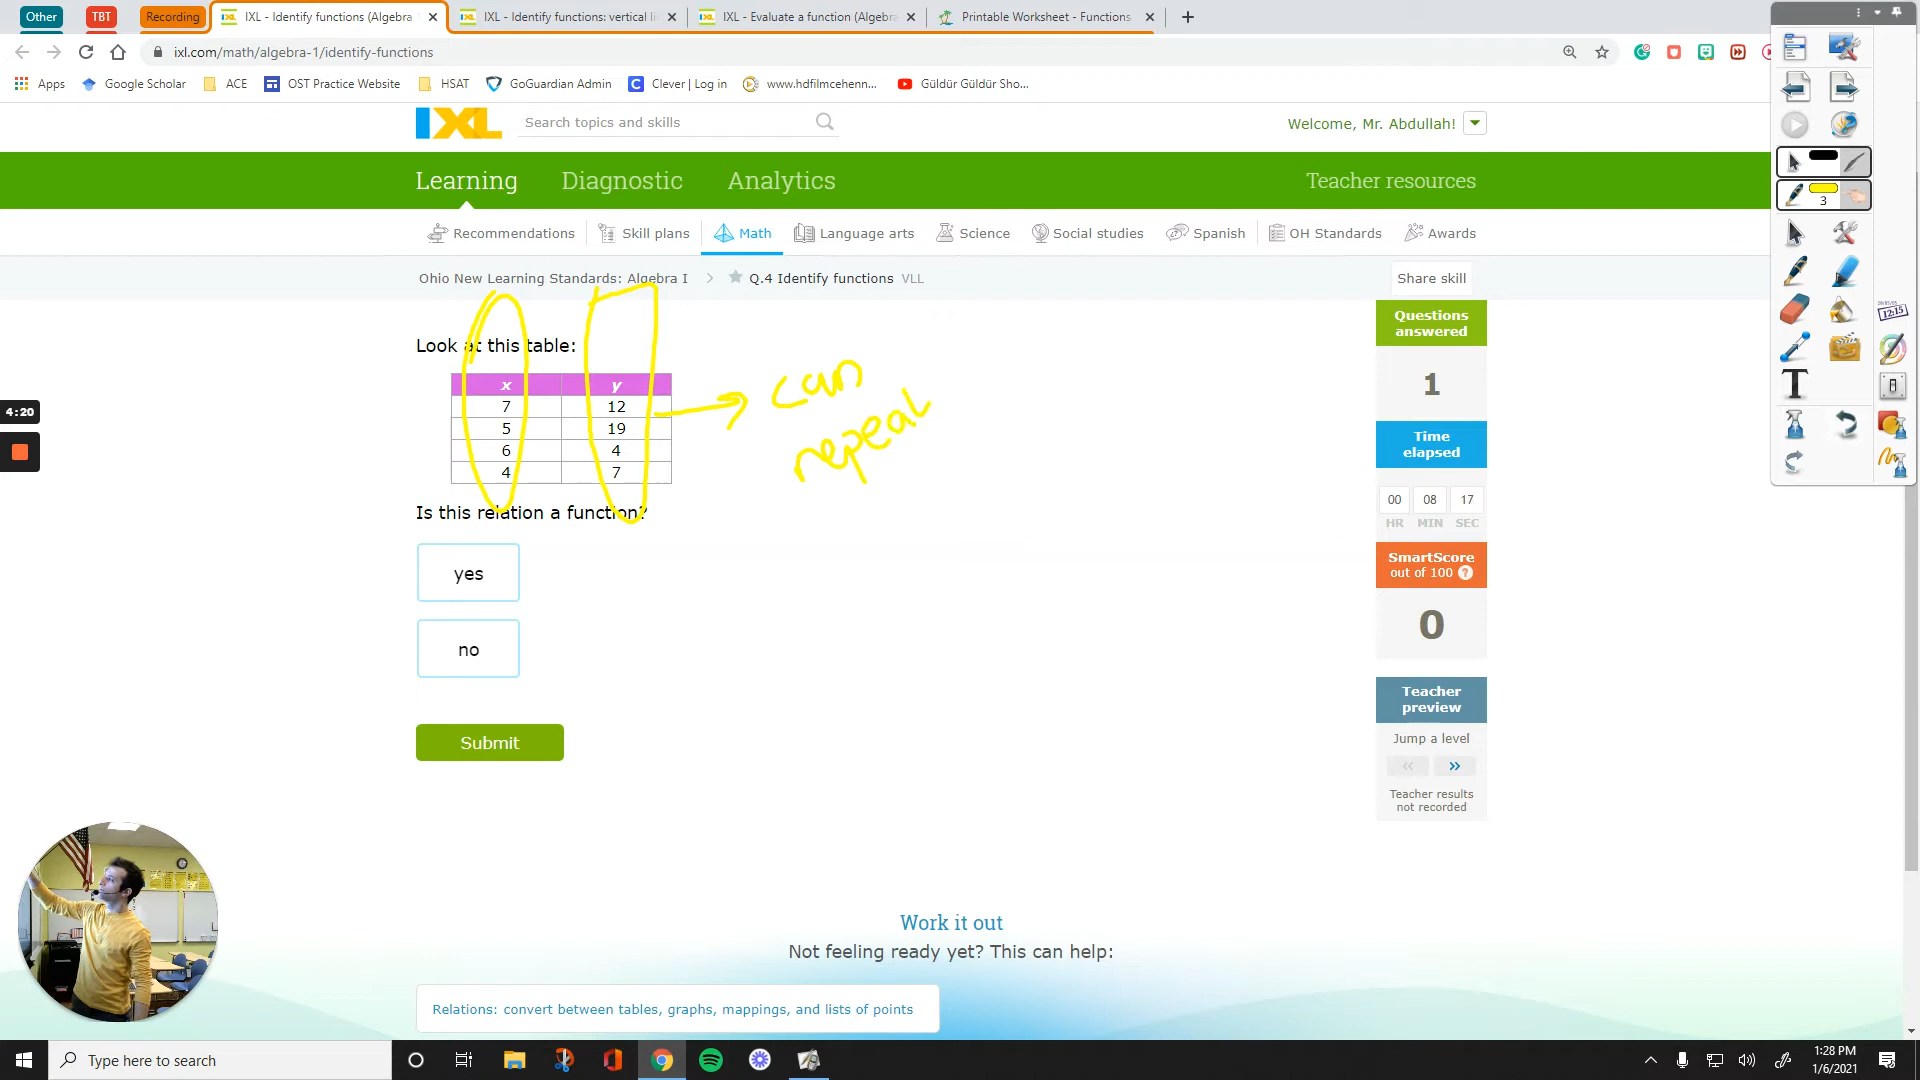 Other
TBT
Recording
IXL - Identify functions (Algebra
IXL - Identify functions: vertical li
IXL - Evaluate a function (Algebra
Printable Worksheet - Functions
ixl.com/math/algebra-1/identify-functions
Apps
Google Scholar
ACE
OST Practice Website
HSAT
GoGuardian Admin
Clever | Log in
www.hdfilmcehenn...
Güldür Güldür Sho...
IXL
Search topics and skills
Welcome, Mr. Abdullah!
Learning
Diagnostic
Analytics
Teacher resources
Recommendations
Skill plans
Math
Language arts
Science
Social studies
Spanish
OH Standards
Awards
Ohio New Learning Standards: Algebra I
Q.4 Identify functions VLL
Share skill
Look at this table:
x y
7 12
5 19
6 4
4 7
can
repeat
Is this relation a function?
yes
no
Submit
Questions
answered
1
Time
elapsed
00 08 17
HR MIN SEC
SmartScore
out of 100 ?
0
Teacher
preview
Jump a level
<< >>
Teacher results
not recorded
4:20
3
12:15
T
Work it out
Not feeling ready yet? This can help:
Relations: convert between tables, graphs, mappings, and lists of points
Type here to search
1:28 PM
1/6/2021